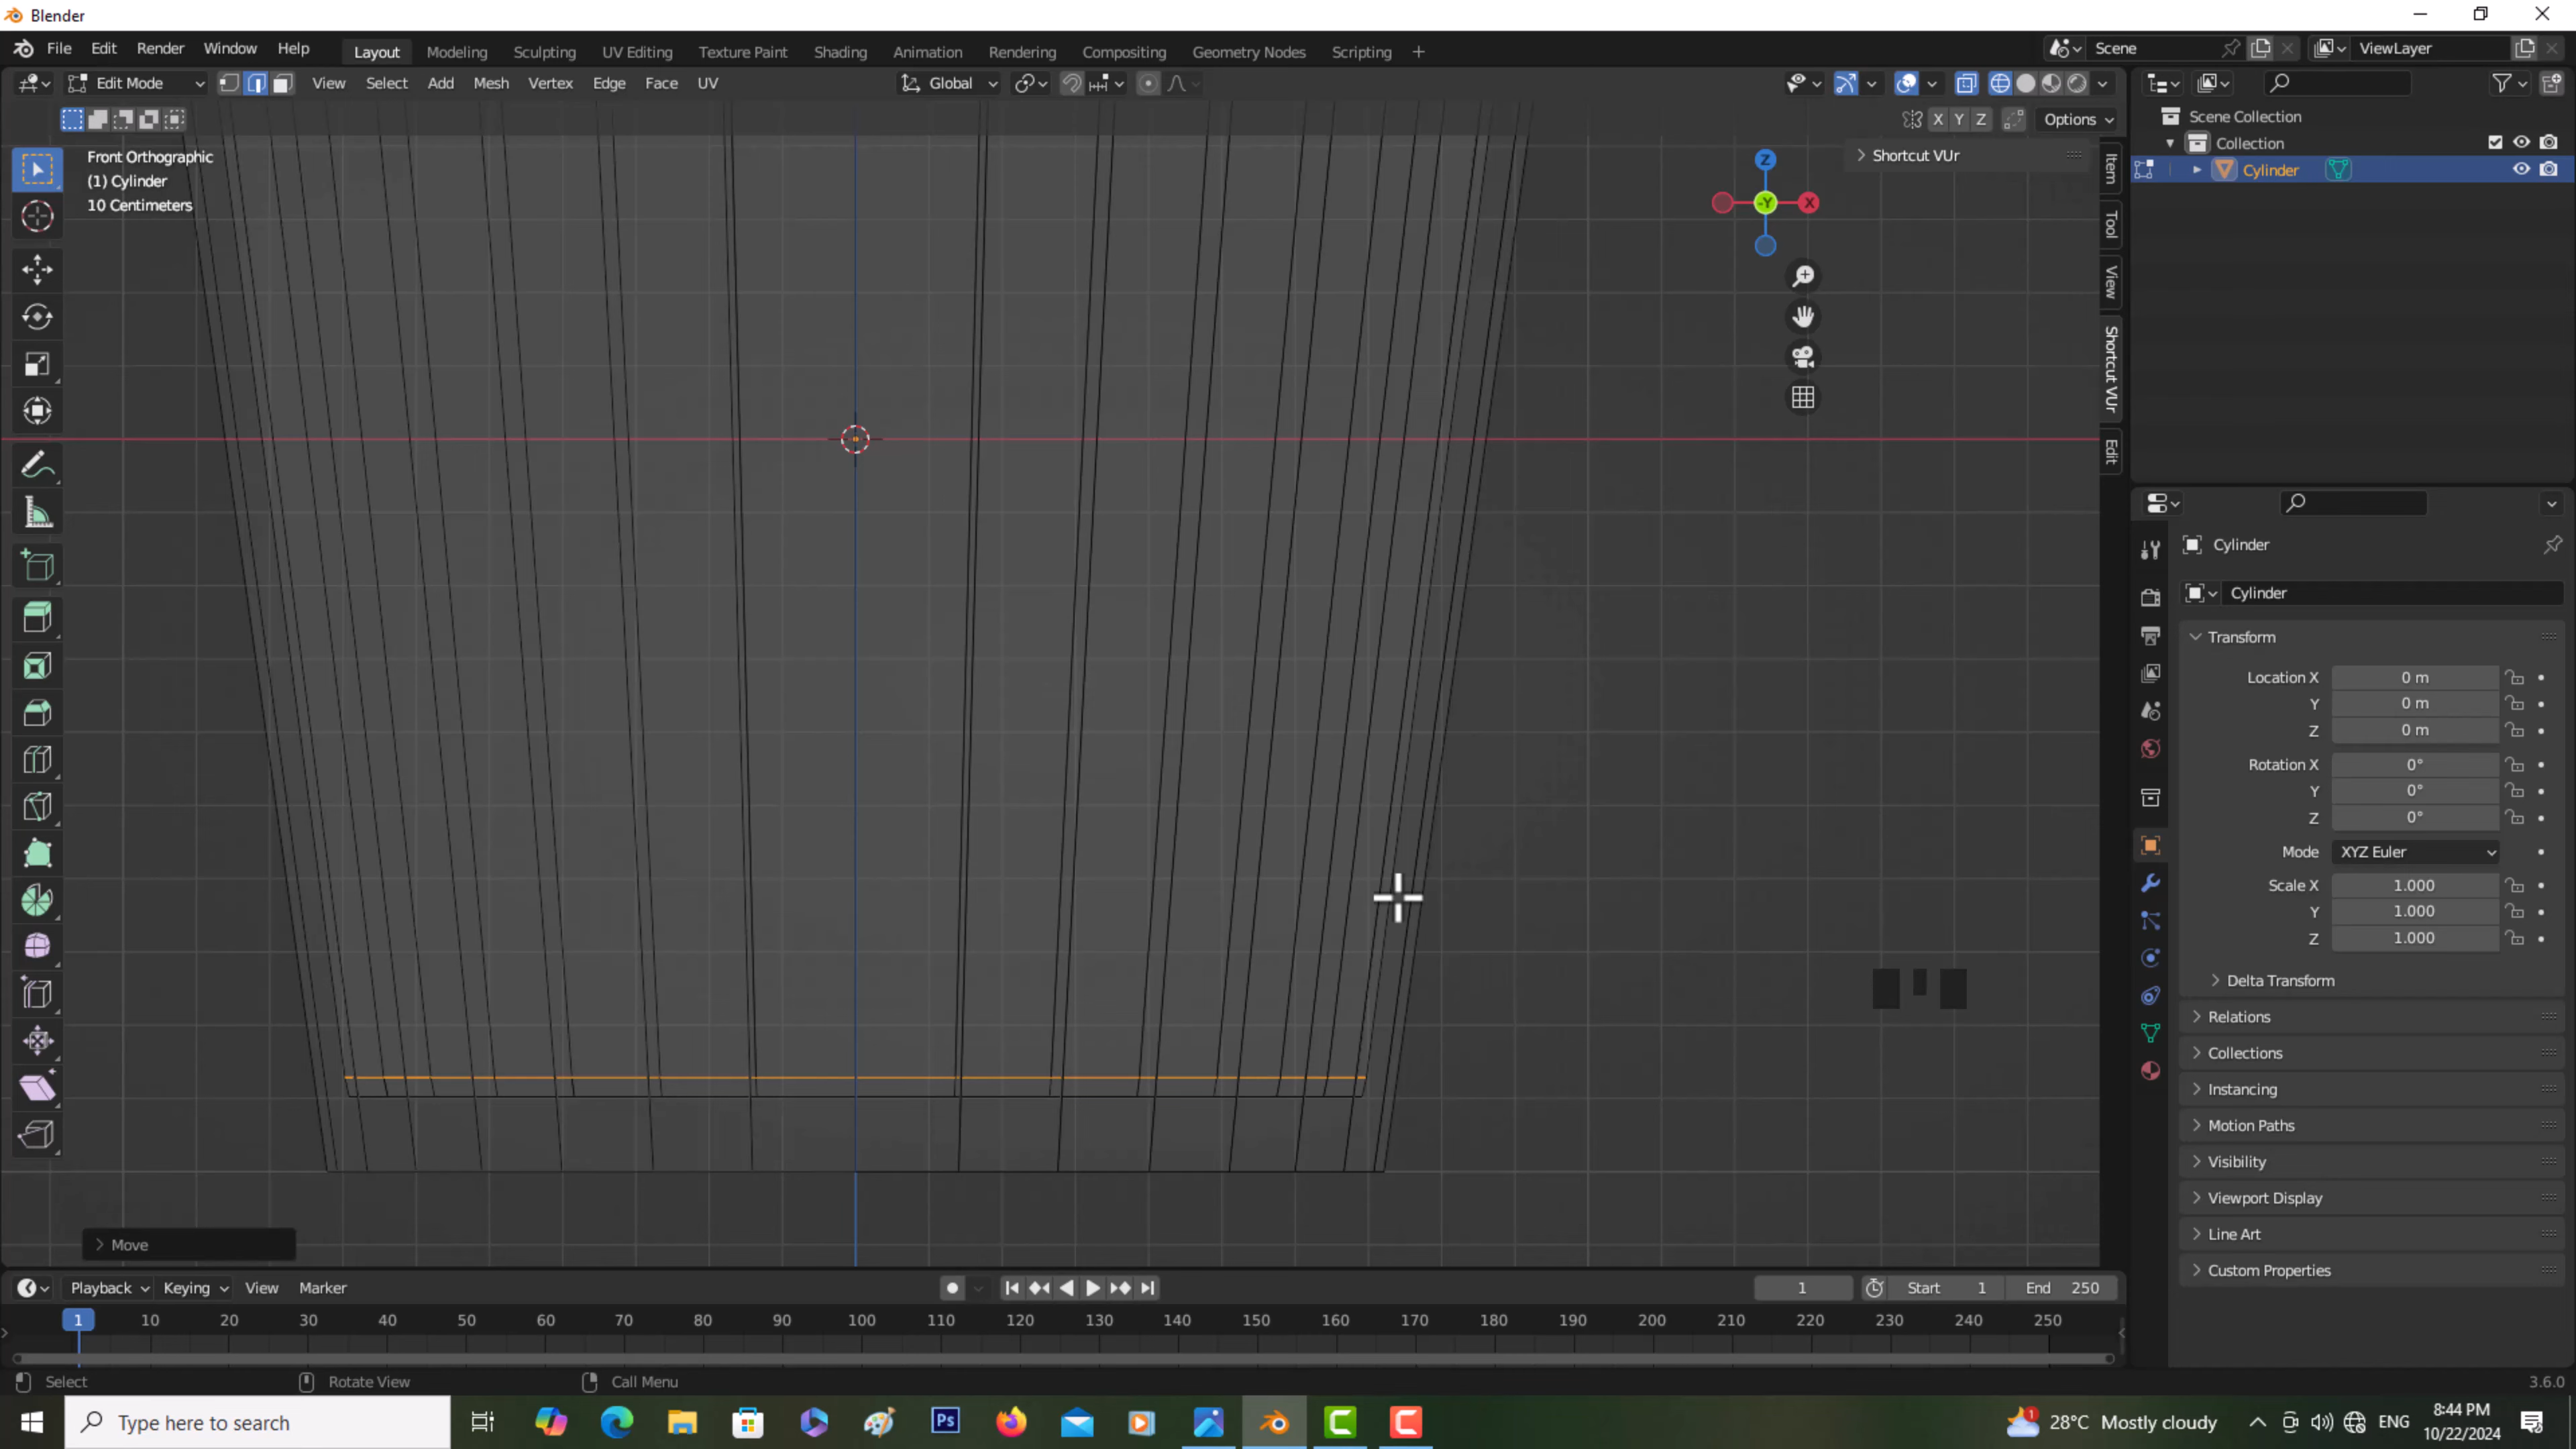 Blender
File Edit Render Window Help Layout Modeling Sculpting UV Editing Texture Paint Shading Animation Rendering Compositing Geometry Nodes Scripting + Scene ViewLayer
Edit Mode View Select Add Mesh Vertex Edge Face UV Global
X Y Z Options
Front Orthographic
(1) Cylinder
10 Centimeters
Shortcut VUr
Z
-Y X
Item
Tool
View
Shortcut VUr
Edit
Scene Collection
Collection
Cylinder
Cylinder
Cylinder
Transform
Location X 0 m
Y 0 m
Z 0 m
Rotation X 0°
Y 0°
Z 0°
Mode XYZ Euler
Scale X 1.000
Y 1.000
Z 1.000
Delta Transform
Relations
Collections
Instancing
Motion Paths
Visibility
Viewport Display
Line Art
Custom Properties
Move
Playback Keying View Marker 1 Start 1 End 250
1 10 20 30 40 50 60 70 80 90 100 110 120 130 140 150 160 170 180 190 200 210 220 230 240 250
Select Rotate View Call Menu 3.6.0
Type here to search Ps 1 28°C Mostly cloudy ENG 8:44 PM
10/22/2024